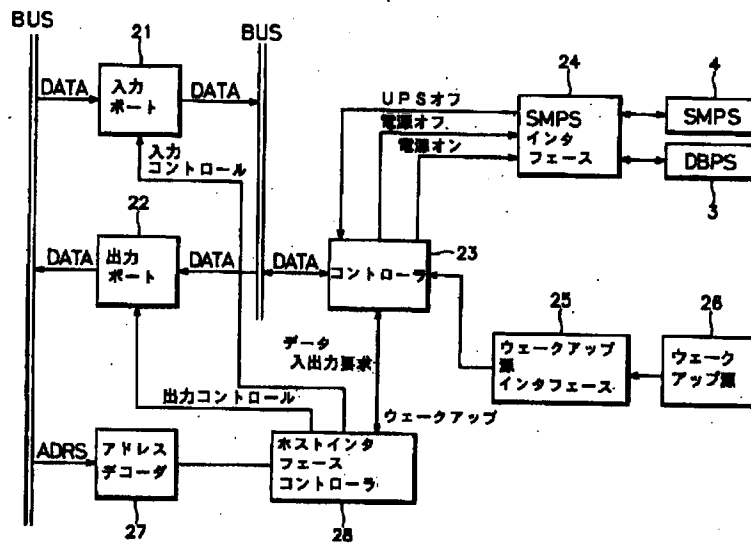 BUS
21
BUS
DATA
入力
ポート
DATA
24
4
UPSオフ
電源オフ
電源オン
SMPS
インタ
フェース
SMPS
DBPS
3
入力
コントロール
22
DATA
出力
ポート
DATA
DATA
コントローラ
23
データ
入出力要求
25
26
ウェークアップ
源
インタフェース
ウェーク
アップ源
出力コントロール
ウェークアップ
ADRS
アドレス
デコーダ
ホストインタ
フェース
コントローラ
27
28